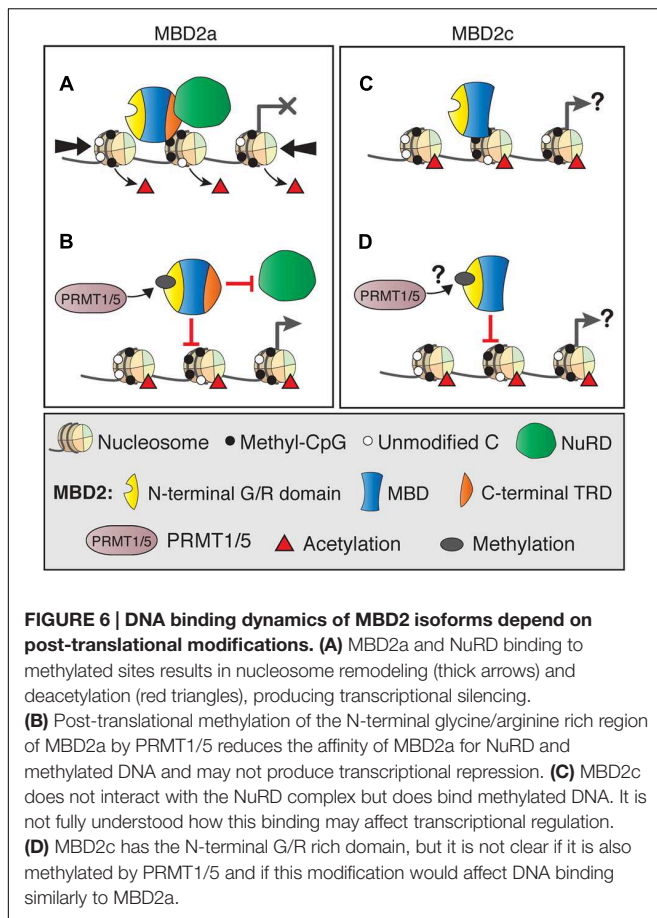 MBD2a
MBD2c
A
C
?
B
D
PRMT1/5
?
PRMT1/5
?
Nucleosome
Methyl-CpG
Unmodified C
NuRD
MBD2:
N-terminal G/R domain
MBD
C-terminal TRD
PRMT1/5
PRMT1/5
Acetylation
Methylation
FIGURE 6 | DNA binding dynamics of MBD2 isoforms depend on
post-translational modifications. (A) MBD2a and NuRD binding to
methylated sites results in nucleosome remodeling (thick arrows) and
deacetylation (red triangles), producing transcriptional silencing.
(B) Post-translational methylation of the N-terminal glycine/arginine rich region
of MBD2a by PRMT1/5 reduces the affinity of MBD2a for NuRD and
methylated DNA and may not produce transcriptional repression. (C) MBD2c
does not interact with the NuRD complex but does bind methylated DNA. It is
not fully understood how this binding may affect transcriptional regulation.
(D) MBD2c has the N-terminal G/R rich domain, but it is not clear if it is also
methylated by PRMT1/5 and if this modification would affect DNA binding
similarly to MBD2a.